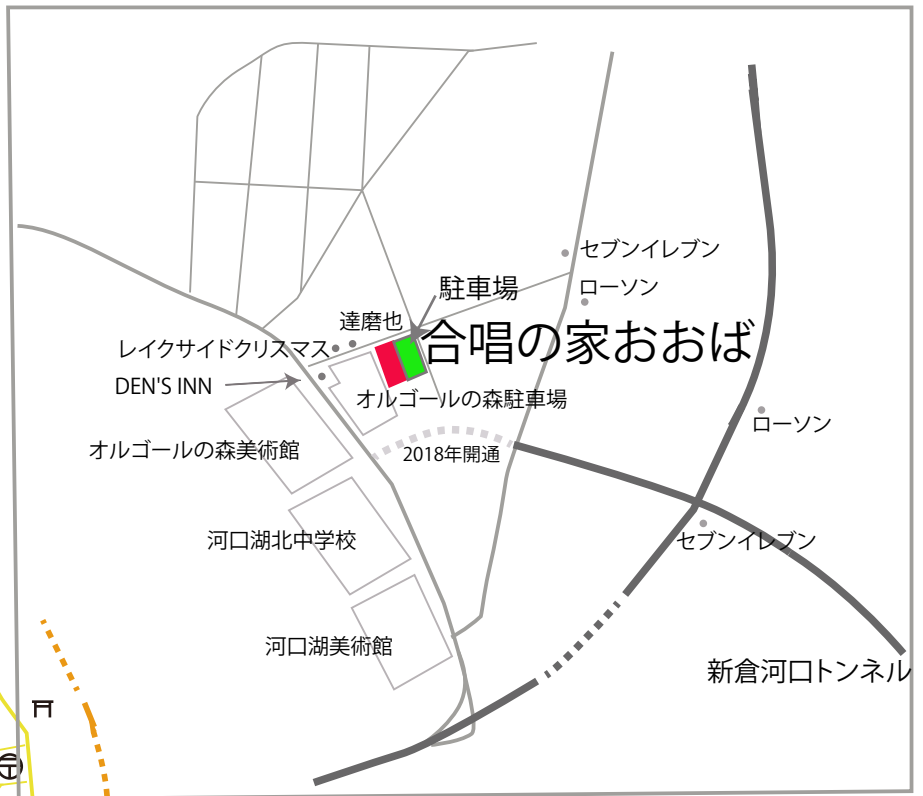 セブンイレブン
駐車場
ローソン
達磨也
合唱の家おおば
レイクサイドクリスマス
DEN'S INN
オルゴールの森駐車場
ローソン
オルゴールの森美術館
2018年開通
河口湖北中学校
セブンイレブン
河口湖美術館
新倉河口トンネル